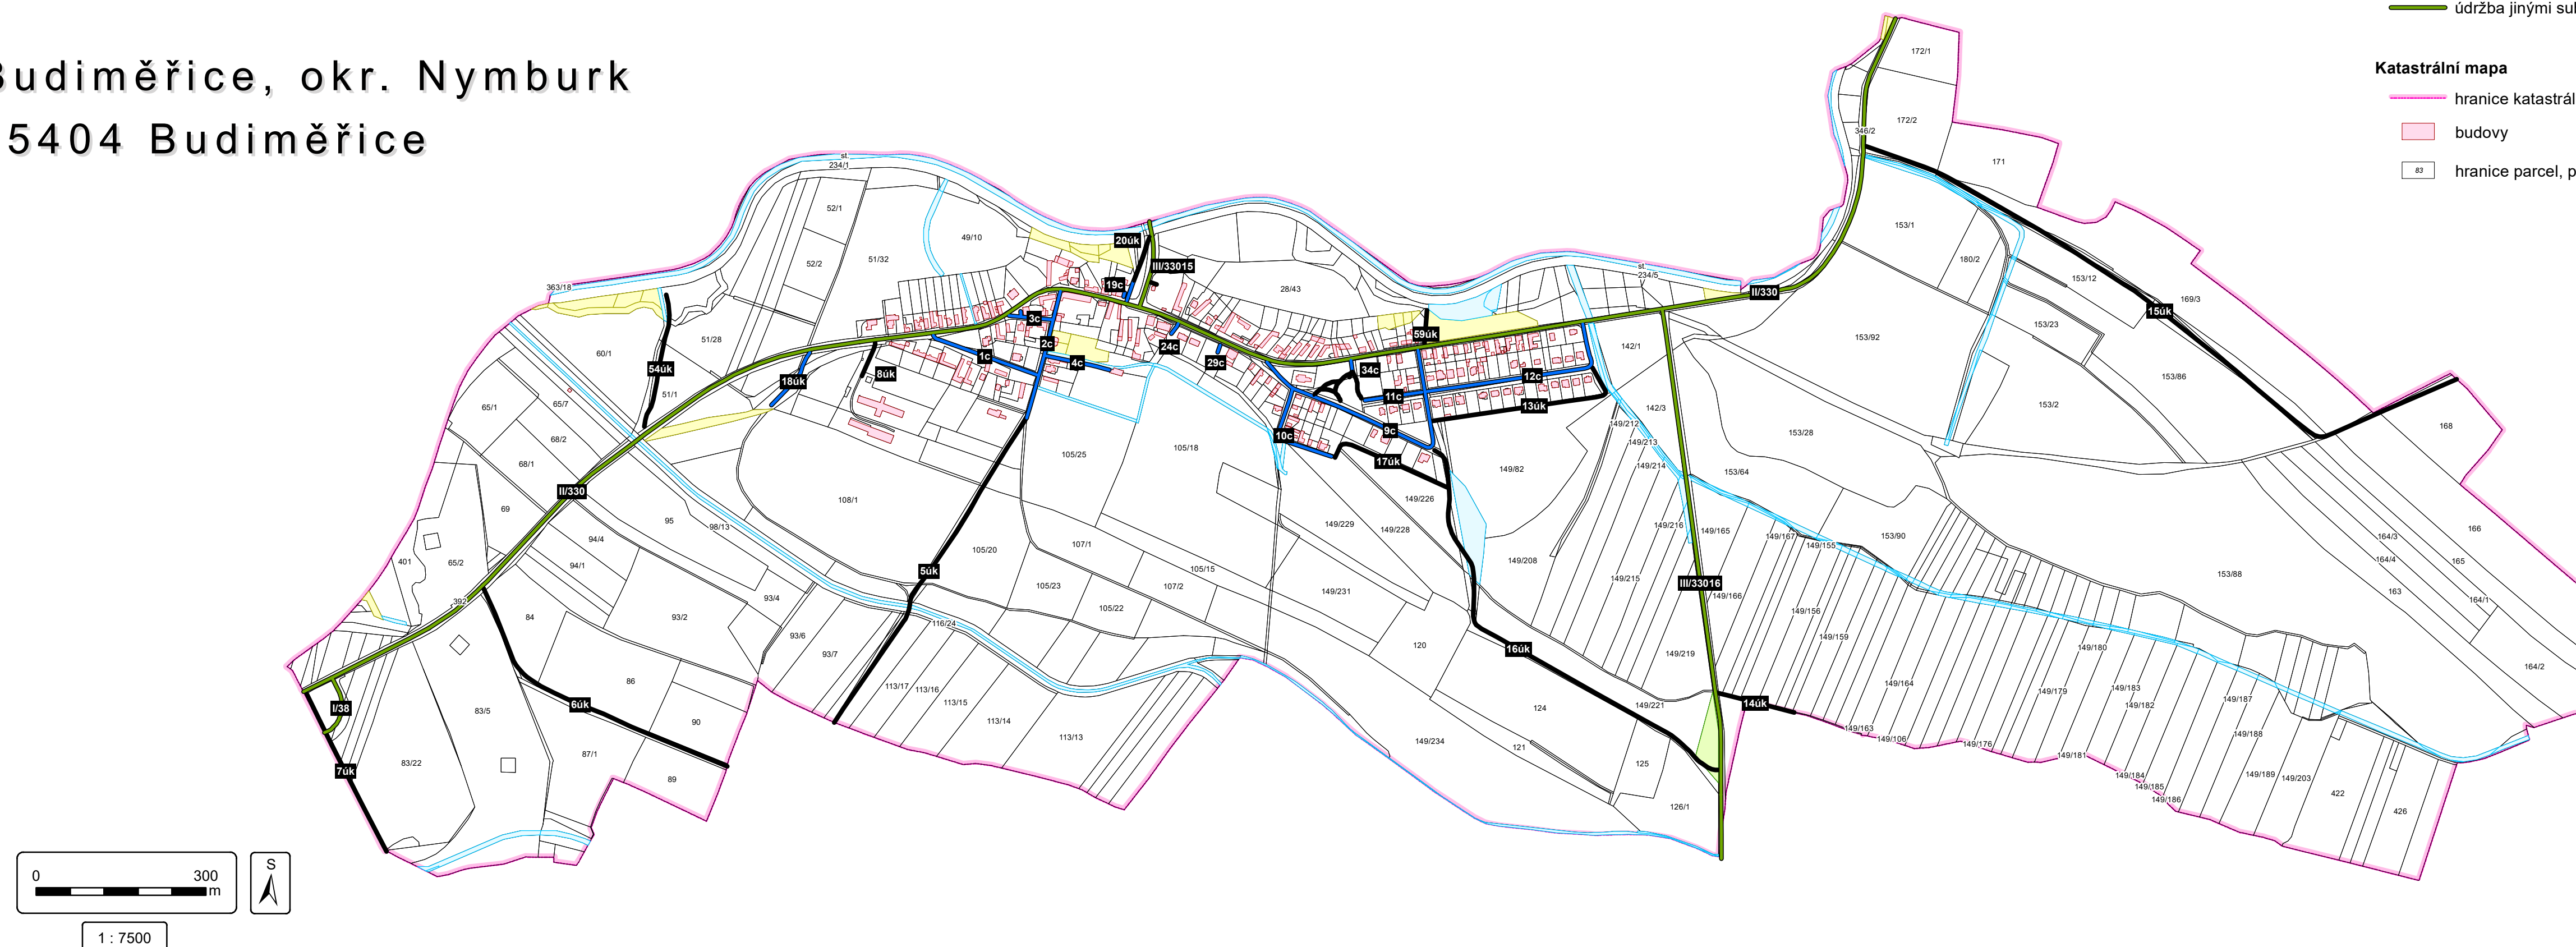 Budiměřice, okr. Nymburk
5404 Budiměřice
údržba jinými su
Katastrální mapa
hranice katastrál
budovy
83 hranice parcel, p
172/1
172/2
346/2
171
st.
234/1
52/1
49/10
51/32
52/2
363/18
20úk
III/33015
19c
28/43
st.
234/5
II/330
153/1
180/2
153/12
169/3
15úk
153/23
153/92
153/86
153/2
168
60/1
51/28
54úk
51/1
18úk
8úk
3c
1c
2c
4c
24c
29c
59úk
34c
12c
11c
13úk
9c
10c
17úk
142/1
142/3
149/212
149/213
149/214
153/28
153/64
65/1
65/7
68/2
68/1
II/330
69
95
98/13
94/4
94/1
401
65/2
392
108/1
105/25
105/18
149/82
149/226
149/229
149/228
149/216
149/165
149/167
149/155
153/90
166
164/3
164/4
165
163
164/1
153/88
105/20
107/1
105/15
107/2
5úk
105/23
105/22
149/208
149/215
III/33016
149/166
149/231
93/4
93/2
84
93/6
93/7
116/24
120
16úk
149/156
149/159
149/219
149/180
149/164
149/179
149/183
149/182
149/187
149/188
164/2
86
90
6úk
83/5
I/38
7úk
83/22
87/1
89
113/17
113/16
113/15
113/14
113/13
124
149/221
14úk
149/234
121
125
126/1
149/163
149/106
149/176
149/181
149/184
149/185
149/186
149/189
149/203
422
426
0 300
m
S
1 : 7500